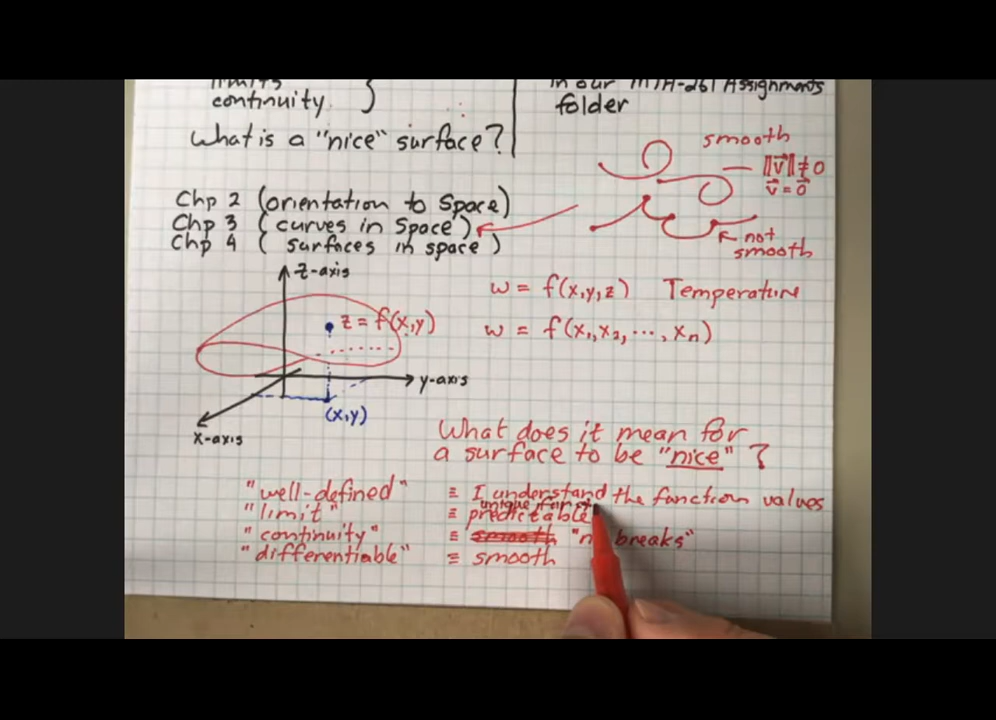 limits
continuity }
in our MTH-261 Assignments
folder
What is a "nice" surface?
smooth
‖v⃗‖ ≠ 0
v⃗ = 0⃗
Chp 2 (orientation to Space)
Chp 3 (curves in Space)
Chp 4 (surfaces in space)
not
smooth
z-axis
w = f(x,y,z) Temperature
z = f(x,y)
w = f(x₁,x₂,...,xₙ)
y-axis
(x,y)
x-axis
What does it mean for
a surface to be "nice" ?
"well-defined" ≡ I understand the function values
unique for
"limit" ≡ predictable
"continuity" ≡ smooth "n breaks"
"differentiable" ≡ smooth